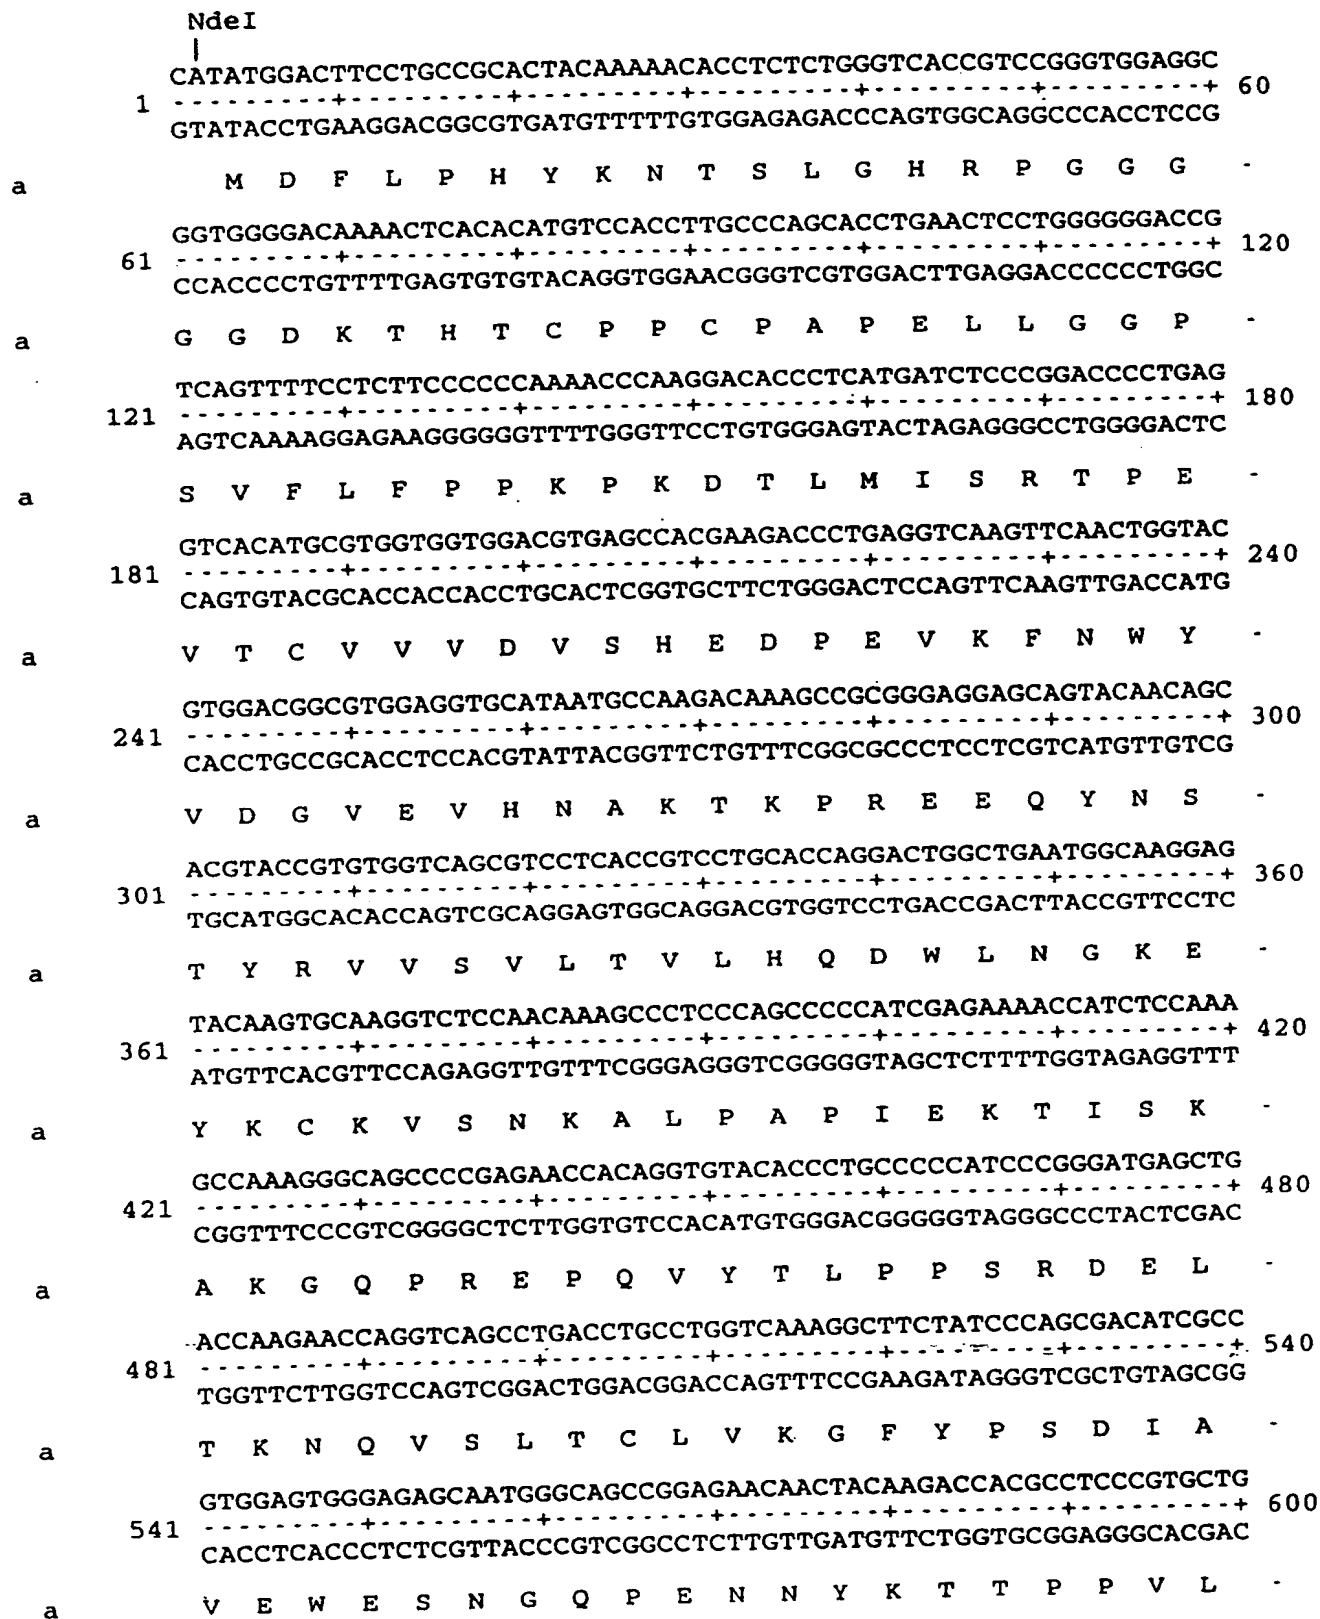 NdeI
|
CATATGGACTTCCTGCCGCACTACAAAAACACCTCTCTGGGTCACCGTCCGGGTGGAGGC
1 ---------+---------+---------+---------+---------+---------+ 60
GTATACCTGAAGGACGGCGTGATGTTTTTGTGGAGAGACCCAGTGGCAGGCCCACCTCCG
a M D F L P H Y K N T S L G H R P G G G -
GGTGGGGACAAAACTCACACATGTCCACCTTGCCCAGCACCTGAACTCCTGGGGGGACCG
61 ---------+---------+---------+---------+---------+---------+ 120
CCACCCCTGTTTTGAGTGTGTACAGGTGGAACGGGTCGTGGACTTGAGGACCCCCCTGGC
a G G D K T H T C P P C P A P E L L G G P -
TCAGTTTTCCTCTTCCCCCCAAAACCCAAGGACACCCTCATGATCTCCCGGACCCCTGAG
121 ---------+---------+---------+---------+---------+---------+ 180
AGTCAAAAGGAGAAGGGGGGTTTTGGGTTCCTGTGGGAGTACTAGAGGGCCTGGGGACTC
a S V F L F P P K P K D T L M I S R T P E -
GTCACATGCGTGGTGGTGGACGTGAGCCACGAAGACCCTGAGGTCAAGTTCAACTGGTAC
181 ---------+---------+---------+---------+---------+---------+ 240
CAGTGTACGCACCACCACCTGCACTCGGTGCTTCTGGGACTCCAGTTCAAGTTGACCATG
a V T C V V V D V S H E D P E V K F N W Y -
GTGGACGGCGTGGAGGTGCATAATGCCAAGACAAAGCCGCGGGAGGAGCAGTACAACAGC
241 ---------+---------+---------+---------+---------+---------+ 300
CACCTGCCGCACCTCCACGTATTACGGTTCTGTTTCGGCGCCCTCCTCGTCATGTTGTCG
a V D G V E V H N A K T K P R E E Q Y N S -
ACGTACCGTGTGGTCAGCGTCCTCACCGTCCTGCACCAGGACTGGCTGAATGGCAAGGAG
301 ---------+---------+---------+---------+---------+---------+ 360
TGCATGGCACACCAGTCGCAGGAGTGGCAGGACGTGGTCCTGACCGACTTACCGTTCCTC
a T Y R V V S V L T V L H Q D W L N G K E -
TACAAGTGCAAGGTCTCCAACAAAGCCCTCCCAGCCCCCATCGAGAAAACCATCTCCAAA
361 ---------+---------+---------+---------+---------+---------+ 420
ATGTTCACGTTCCAGAGGTTGTTTCGGGAGGGTCGGGGGTAGCTCTTTTGGTAGAGGTTT
a Y K C K V S N K A L P A P I E K T I S K -
GCCAAAGGGCAGCCCCGAGAACCACAGGTGTACACCCTGCCCCCATCCCGGGATGAGCTG
421 ---------+---------+---------+---------+---------+---------+ 480
CGGTTTCCCGTCGGGGCTCTTGGTGTCCACATGTGGGACGGGGGTAGGGCCCTACTCGAC
a A K G Q P R E P Q V Y T L P P S R D E L -
ACCAAGAACCAGGTCAGCCTGACCTGCCTGGTCAAAGGCTTCTATCCCAGCGACATCGCC
481 ---------+---------+---------+---------+---------+---------+ 540
TGGTTCTTGGTCCAGTCGGACTGGACGGACCAGTTTCCGAAGATAGGGTCGCTGTAGCGG
a T K N Q V S L T C L V K G F Y P S D I A -
GTGGAGTGGGAGAGCAATGGGCAGCCGGAGAACAACTACAAGACCACGCCTCCCGTGCTG
541 ---------+---------+---------+---------+---------+---------+ 600
CACCTCACCCTCTCGTTACCCGTCGGCCTCTTGTTGATGTTCTGGTGCGGAGGGCACGAC
a V E W E S N G Q P E N N Y K T T P P V L -